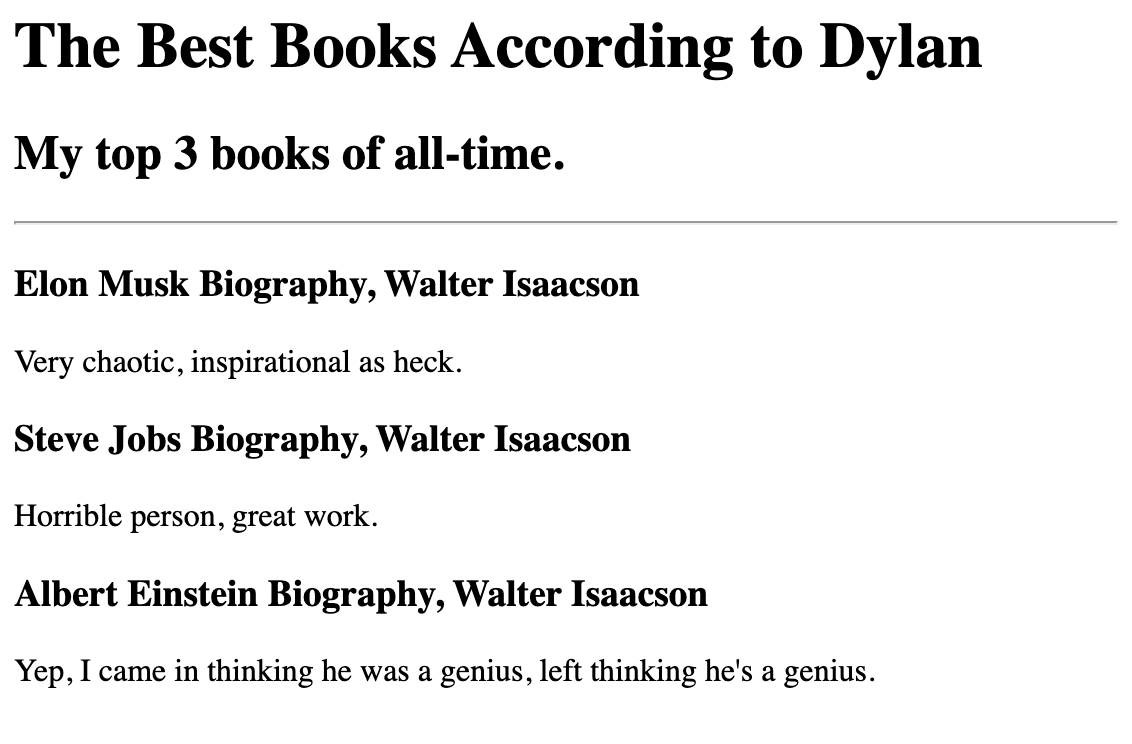 The Best Books According to Dylan
My top 3 books of all-time.
Elon Musk Biography, Walter Isaacson
Very chaotic, inspirational as heck.
Steve Jobs Biography, Walter Isaacson
Horrible person, great work.
Albert Einstein Biography, Walter Isaacson
Yep, I came in thinking he was a genius, left thinking he's a genius.